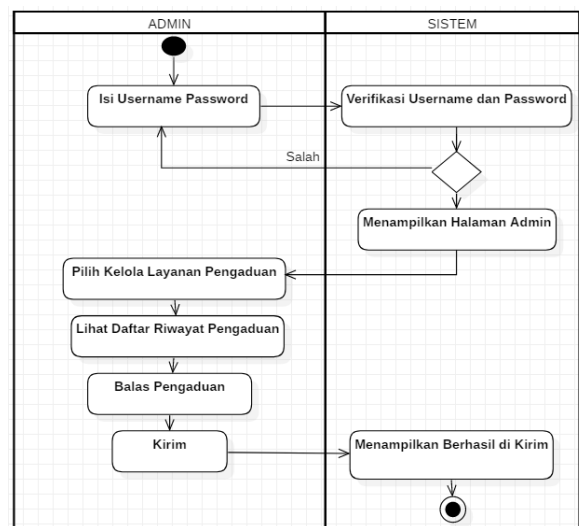 ADMIN
SISTEM
Isi Username Password
Verifikasi Username dan Password
Salah
Menampilkan Halaman Admin
Pilih Kelola Layanan Pengaduan
Lihat Daftar Riwayat Pengaduan
Balas Pengaduan
Kirim
Menampilkan Berhasil di Kirim